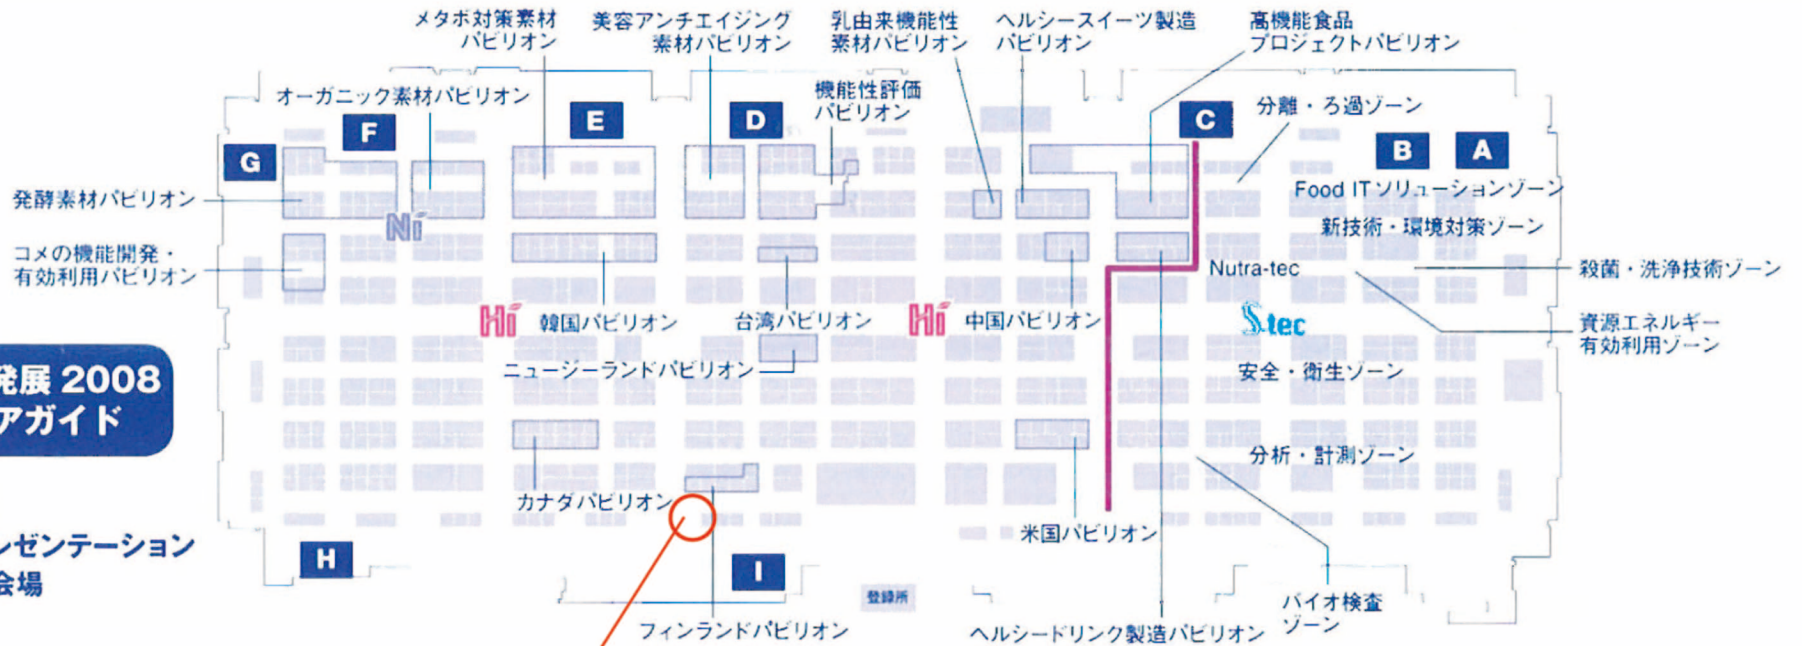 メタボ対策素材
パビリオン
美容アンチエイジング
素材パビリオン
乳由来機能性
素材パビリオン
ヘルシースイーツ製造
パビリオン
高機能食品
プロジェクトパビリオン
オーガニック素材パビリオン
機能性評価
パビリオン
分離・ろ過ゾーン
F
E
D
C
B
A
G
発酵素材パビリオン
Food ITソリューションゾーン
Ni
新技術・環境対策ゾーン
コメの機能開発・
有効利用パビリオン
Nutra-tec
殺菌・洗浄技術ゾーン
Hi
韓国パビリオン
台湾パビリオン
Hi
中国パビリオン
S tec
資源エネルギー
有効利用ゾーン
ニュージーランドパビリオン
安全・衛生ゾーン
発展 2008
アガイド
分析・計測ゾーン
カナダパビリオン
米国パビリオン
レゼンテーション
会場
H
I
登録所
バイオ検査
ゾーン
フィンランドパビリオン
ヘルシードリンク製造パビリオン